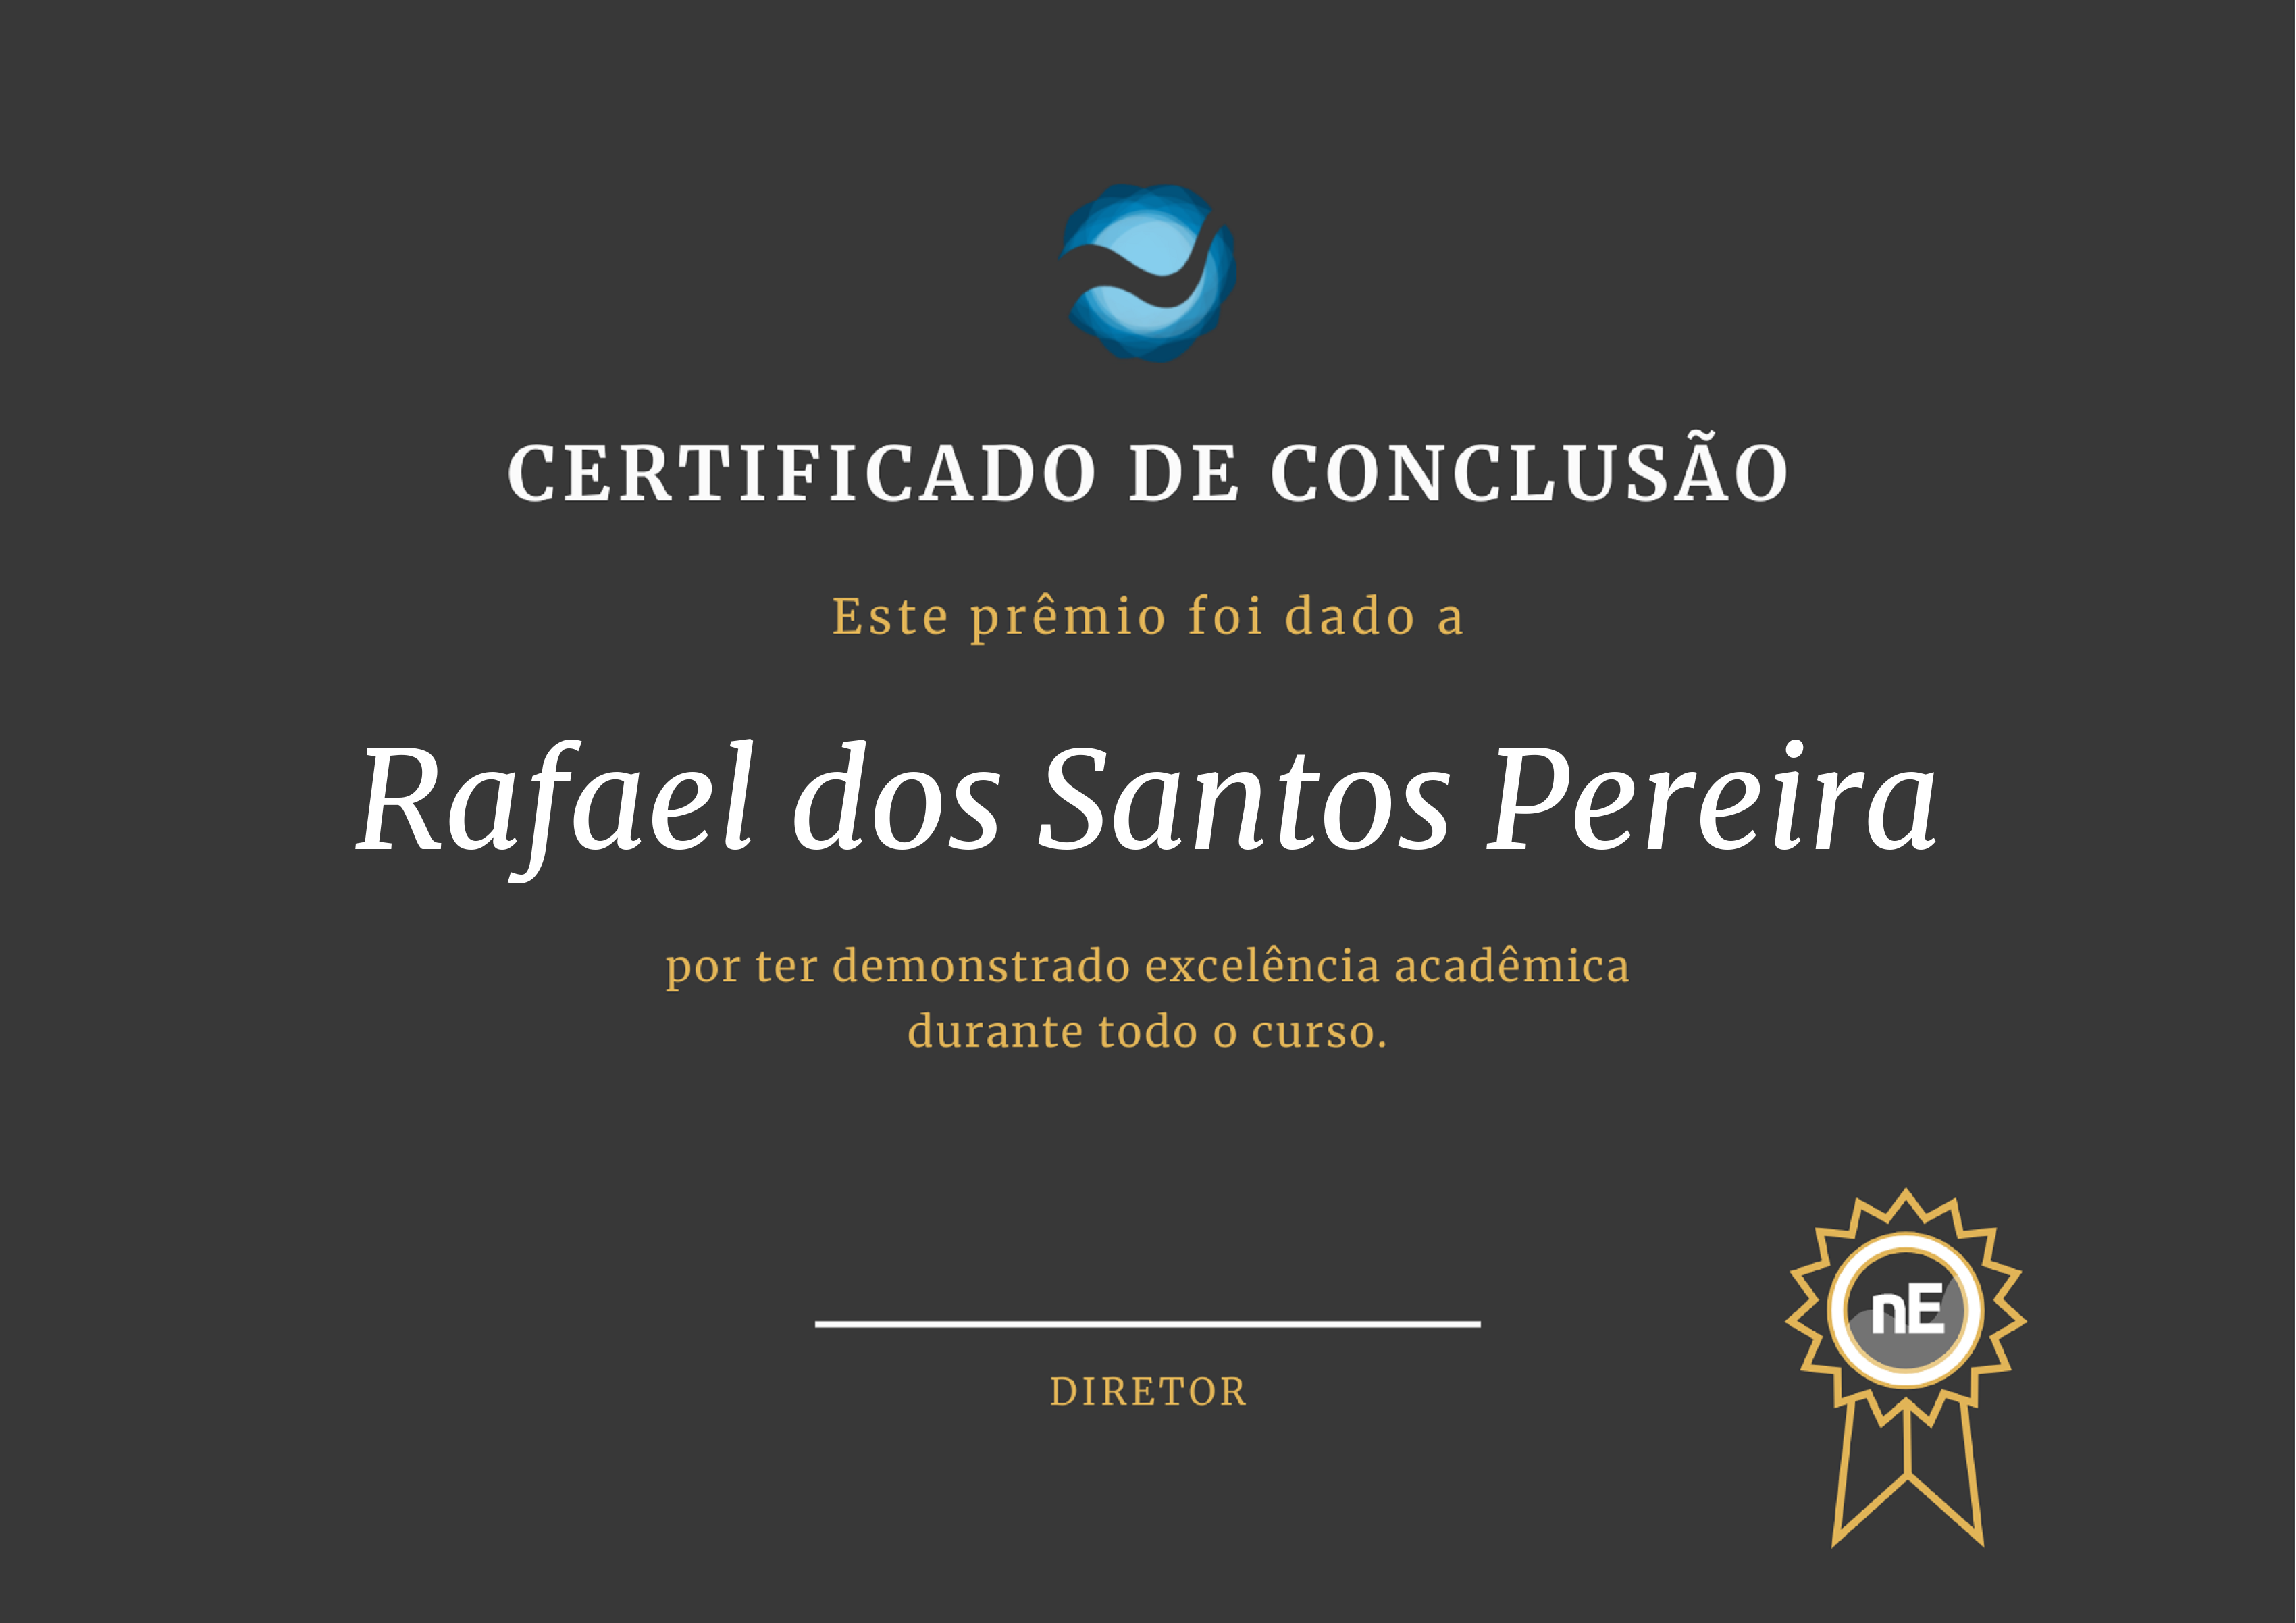 CERTIFICADO DE CONCLUSÃO
Este prêmio foi dado a
Rafael dos Santos Pereira
por ter demonstrado excelência acadêmica
durante todo o curso.
nE
DIRETOR